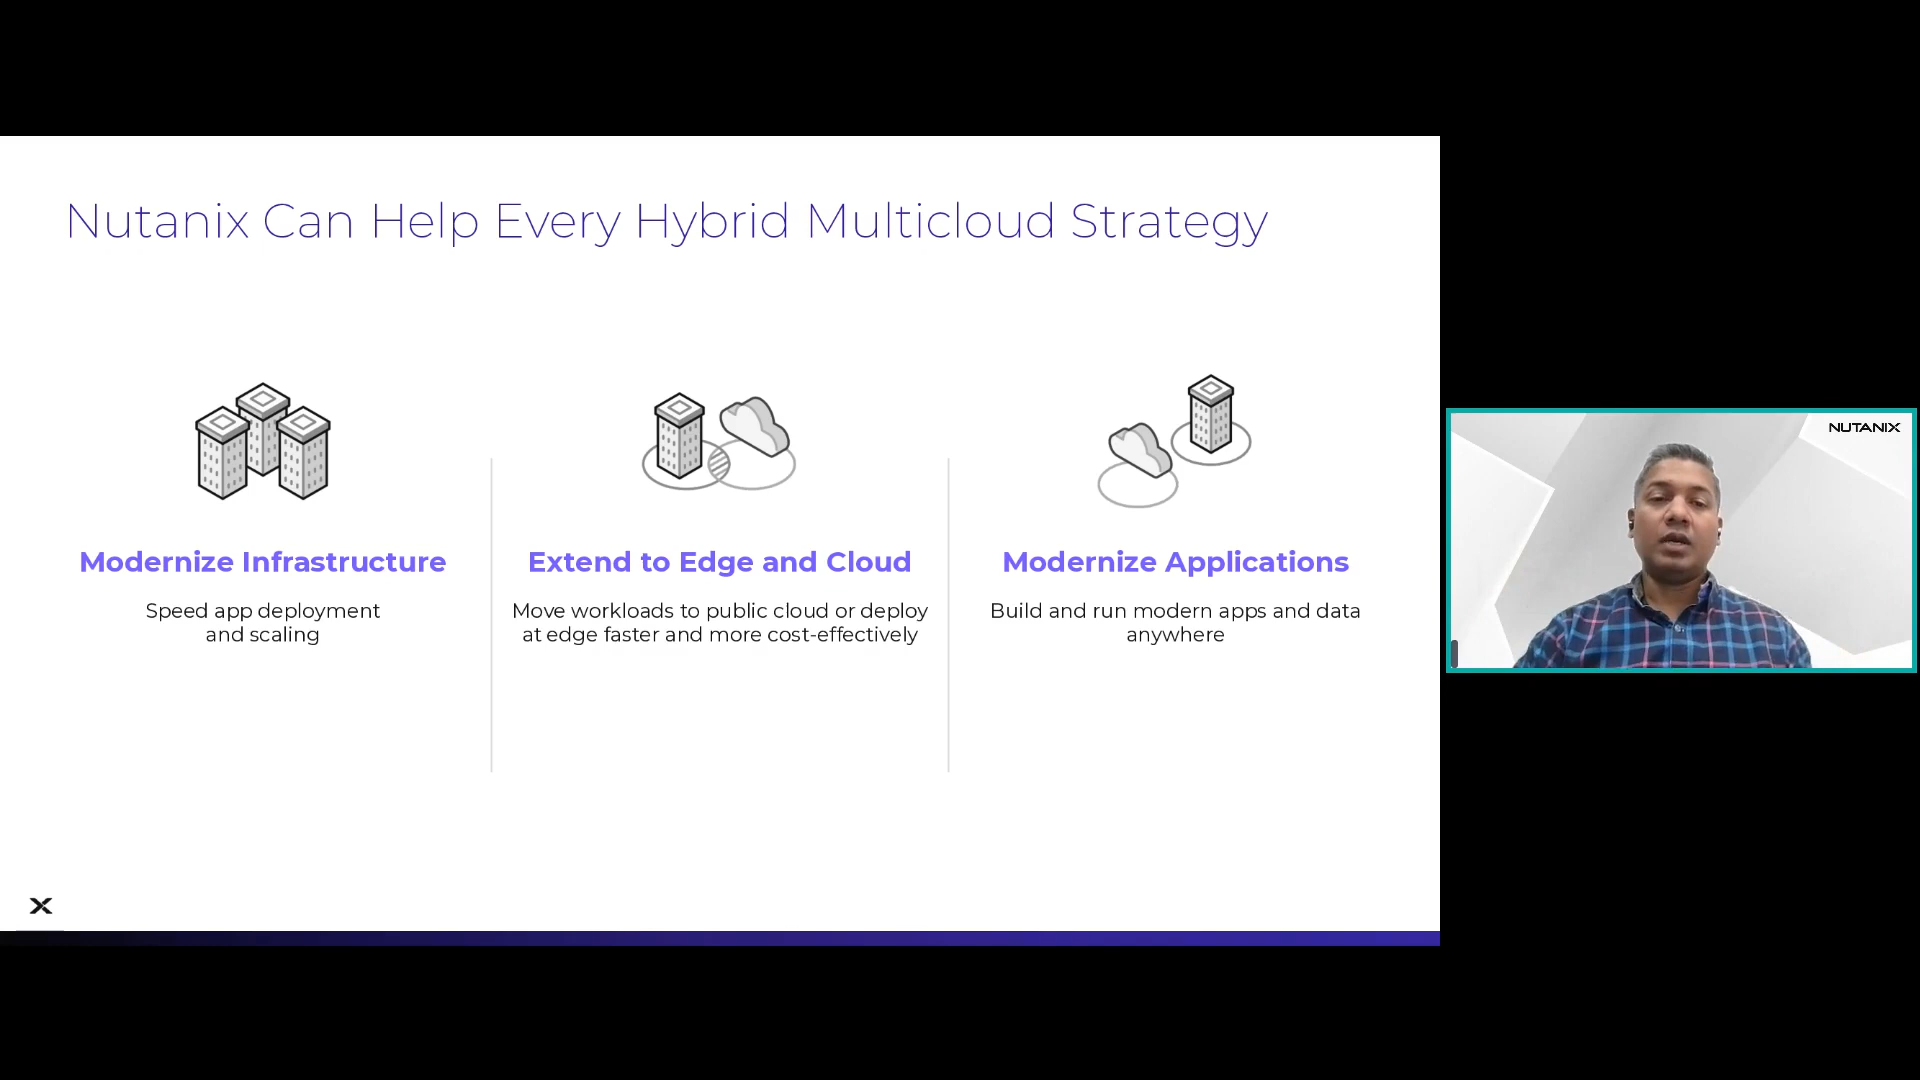 Nutanix Can Help Every Hybrid Multicloud Strategy
Modernize Infrastructure
Speed app deployment
and scaling
Extend to Edge and Cloud
Move workloads to public cloud or deploy
at edge faster and more cost-effectively
Modernize Applications
Build and run modern apps and data
anywhere
NUTANIX